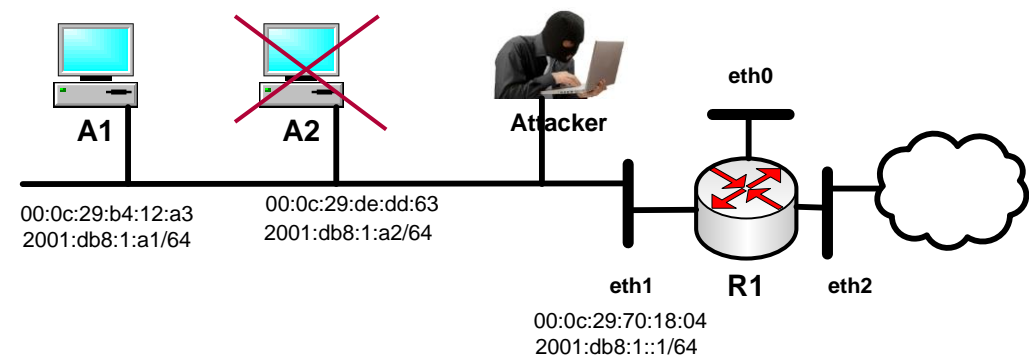 eth0
A1
A2
Attacker
00:0c:29:b4:12:a3
2001:db8:1:a1/64
00:0c:29:de:dd:63
2001:db8:1:a2/64
eth1
R1
eth2
00:0c:29:70:18:04
2001:db8:1::1/64